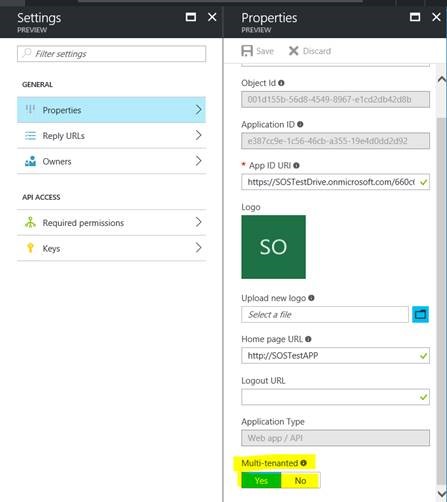 Settings
PREVIEW
Filter settings
GENERAL
Properties
Reply URLs
Owners
API ACCESS
Required permissions
Keys
Properties
PREVIEW
Save
Discard
Object Id
001d155b-56d8-4549-8967-e1cd2db42d8b
Application ID
e387cc9e-1c56-46cb-a355-19e4d0dd2d92
* App ID URI
https://SOSTestDrive.onmicrosoft.com/660c
Logo
SO
Upload new logo
Select a file
Home page URL
http://SOSTestAPP
Logout URL
Application Type
Web app / API
Multi-tenanted
Yes No